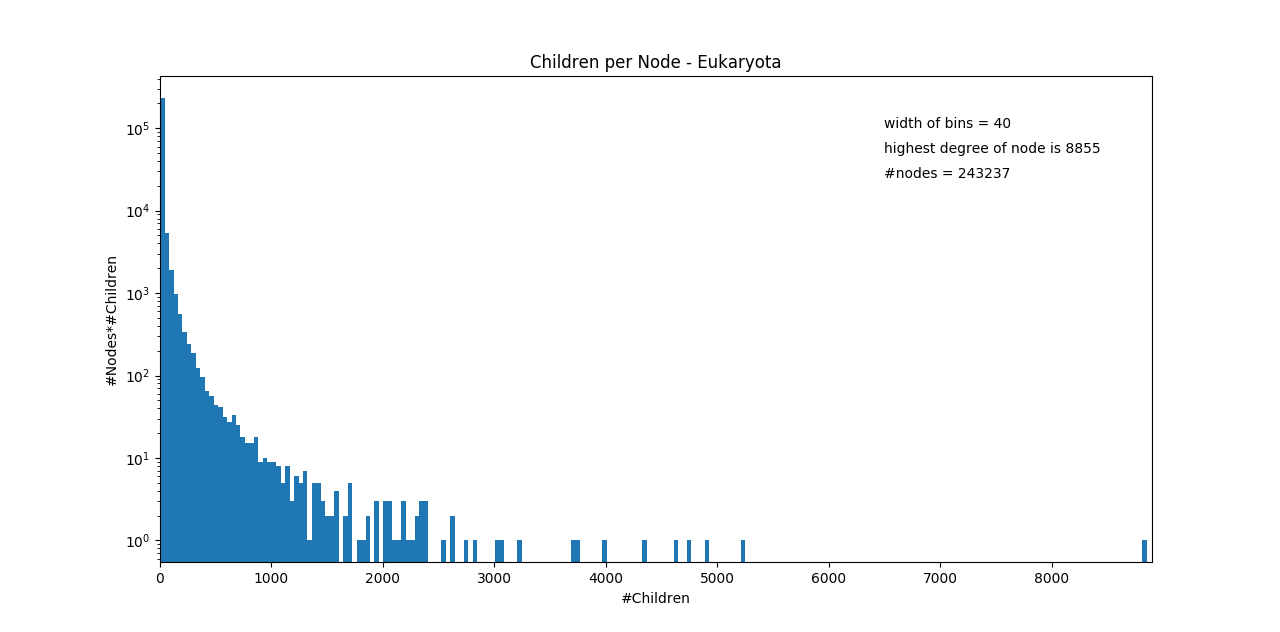 Children per Node - Eukaryota
width of bins = 40
highest degree of node is 8855
#nodes = 243237
#Nodes*#Children
10^5
10^4
10^3
10^2
10^1
10^0
0 1000 2000 3000 4000 5000 6000 7000 8000
#Children